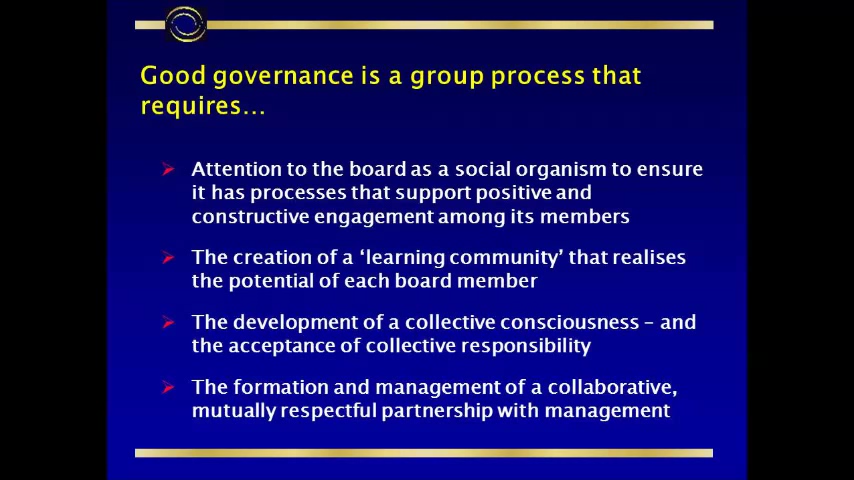 Good governance is a group process that
requires…
Attention to the board as a social organism to ensure
it has processes that support positive and
constructive engagement among its members
The creation of a ‘learning community’ that realises
the potential of each board member
The development of a collective consciousness – and
the acceptance of collective responsibility
The formation and management of a collaborative,
mutually respectful partnership with management